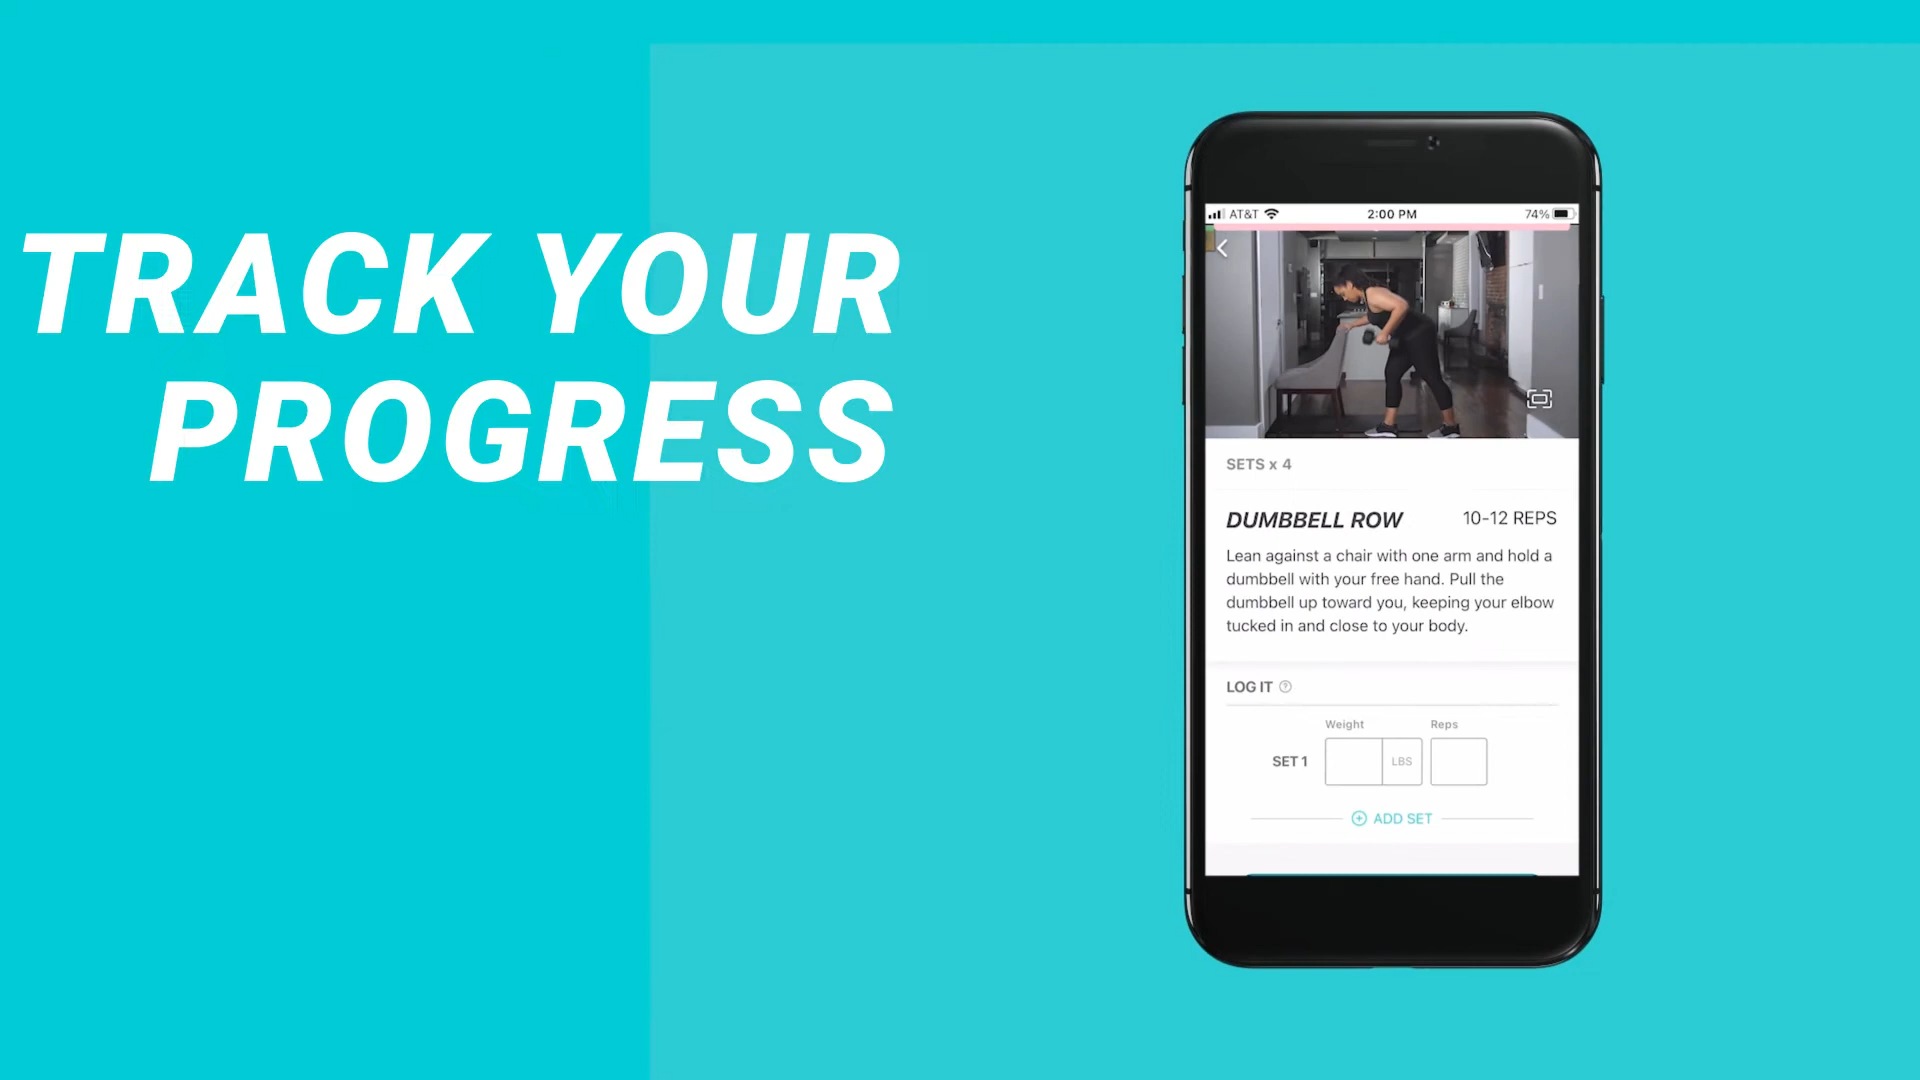 TRACK YOUR
PROGRESS
AT&T
2:00 PM
74%
SETS x 4
DUMBBELL ROW
10-12 REPS
Lean against a chair with one arm and hold a
dumbbell with your free hand. Pull the
dumbbell up toward you, keeping your elbow
tucked in and close to your body.
LOG IT ?
Weight Reps
SET 1 LBS
ADD SET